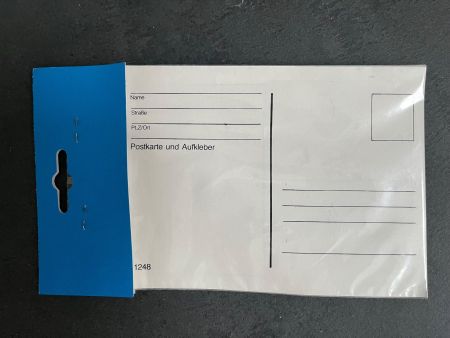 Name
Straße
PLZ/Ort
Postkarte und Aufkleber
1248